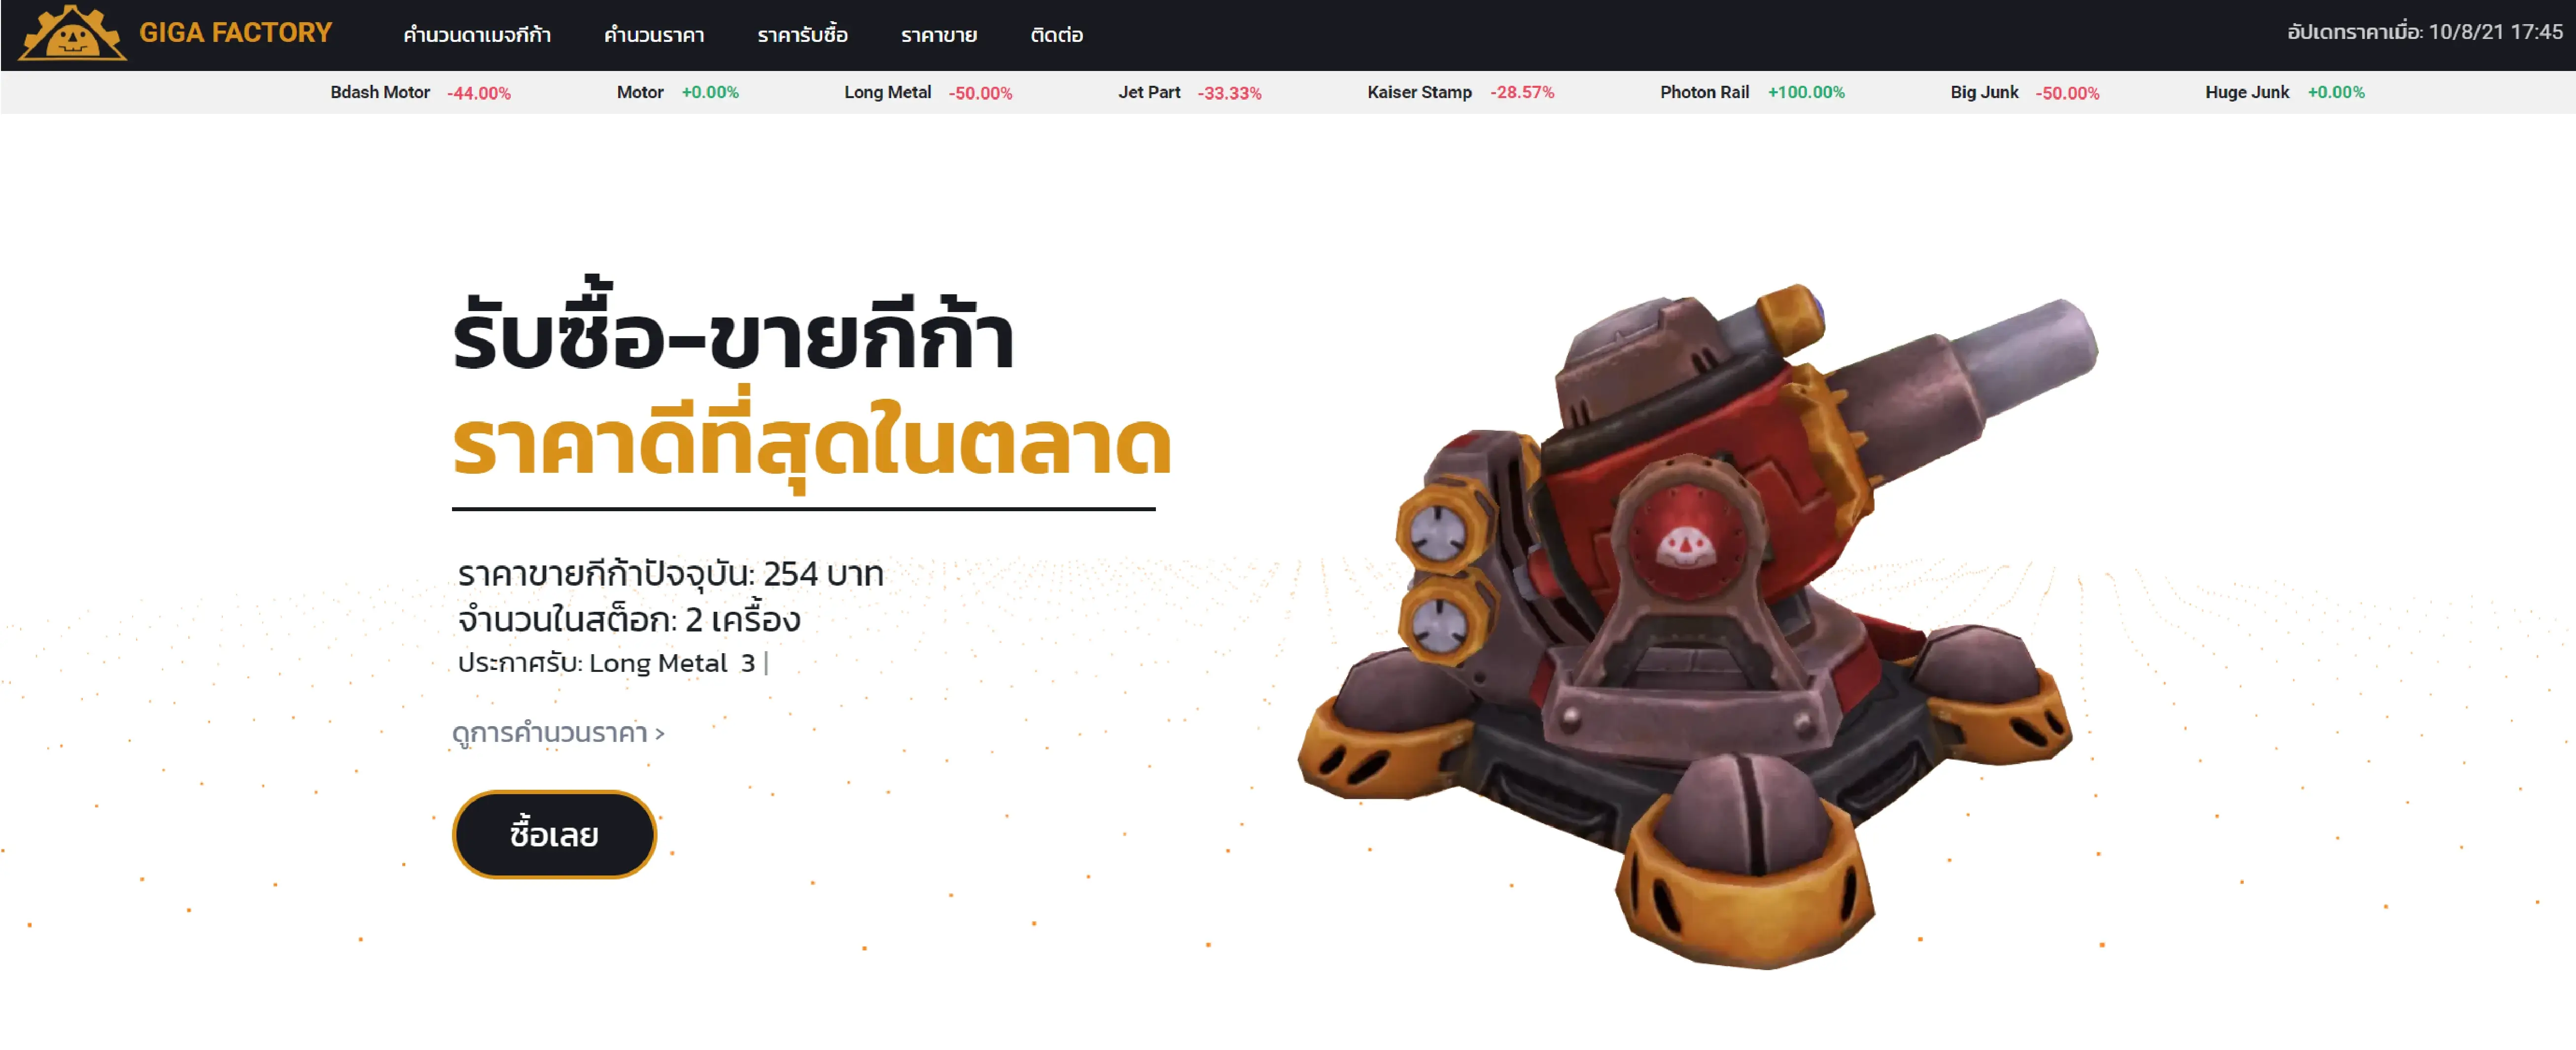 GIGA FACTORY คำนวนดาเมจกีก้า คำนวนราคา ราคารับซื้อ ราคาขาย ติดต่อ อัปเดทราคาเมื่อ: 10/8/21 17:45
Bdash Motor -44.00% Motor +0.00% Long Metal -50.00% Jet Part -33.33% Kaiser Stamp -28.57% Photon Rail +100.00% Big Junk -50.00% Huge Junk +0.00%
รับซื้อ-ขายกีก้า
ราคาดีที่สุดในตลาด
ราคาขายกีก้าปัจจุบัน: 254 บาท
จำนวนในสต็อก: 2 เครื่อง
ประกาศรับ: Long Metal 3 |
ดูการคำนวนราคา >
ซื้อเลย